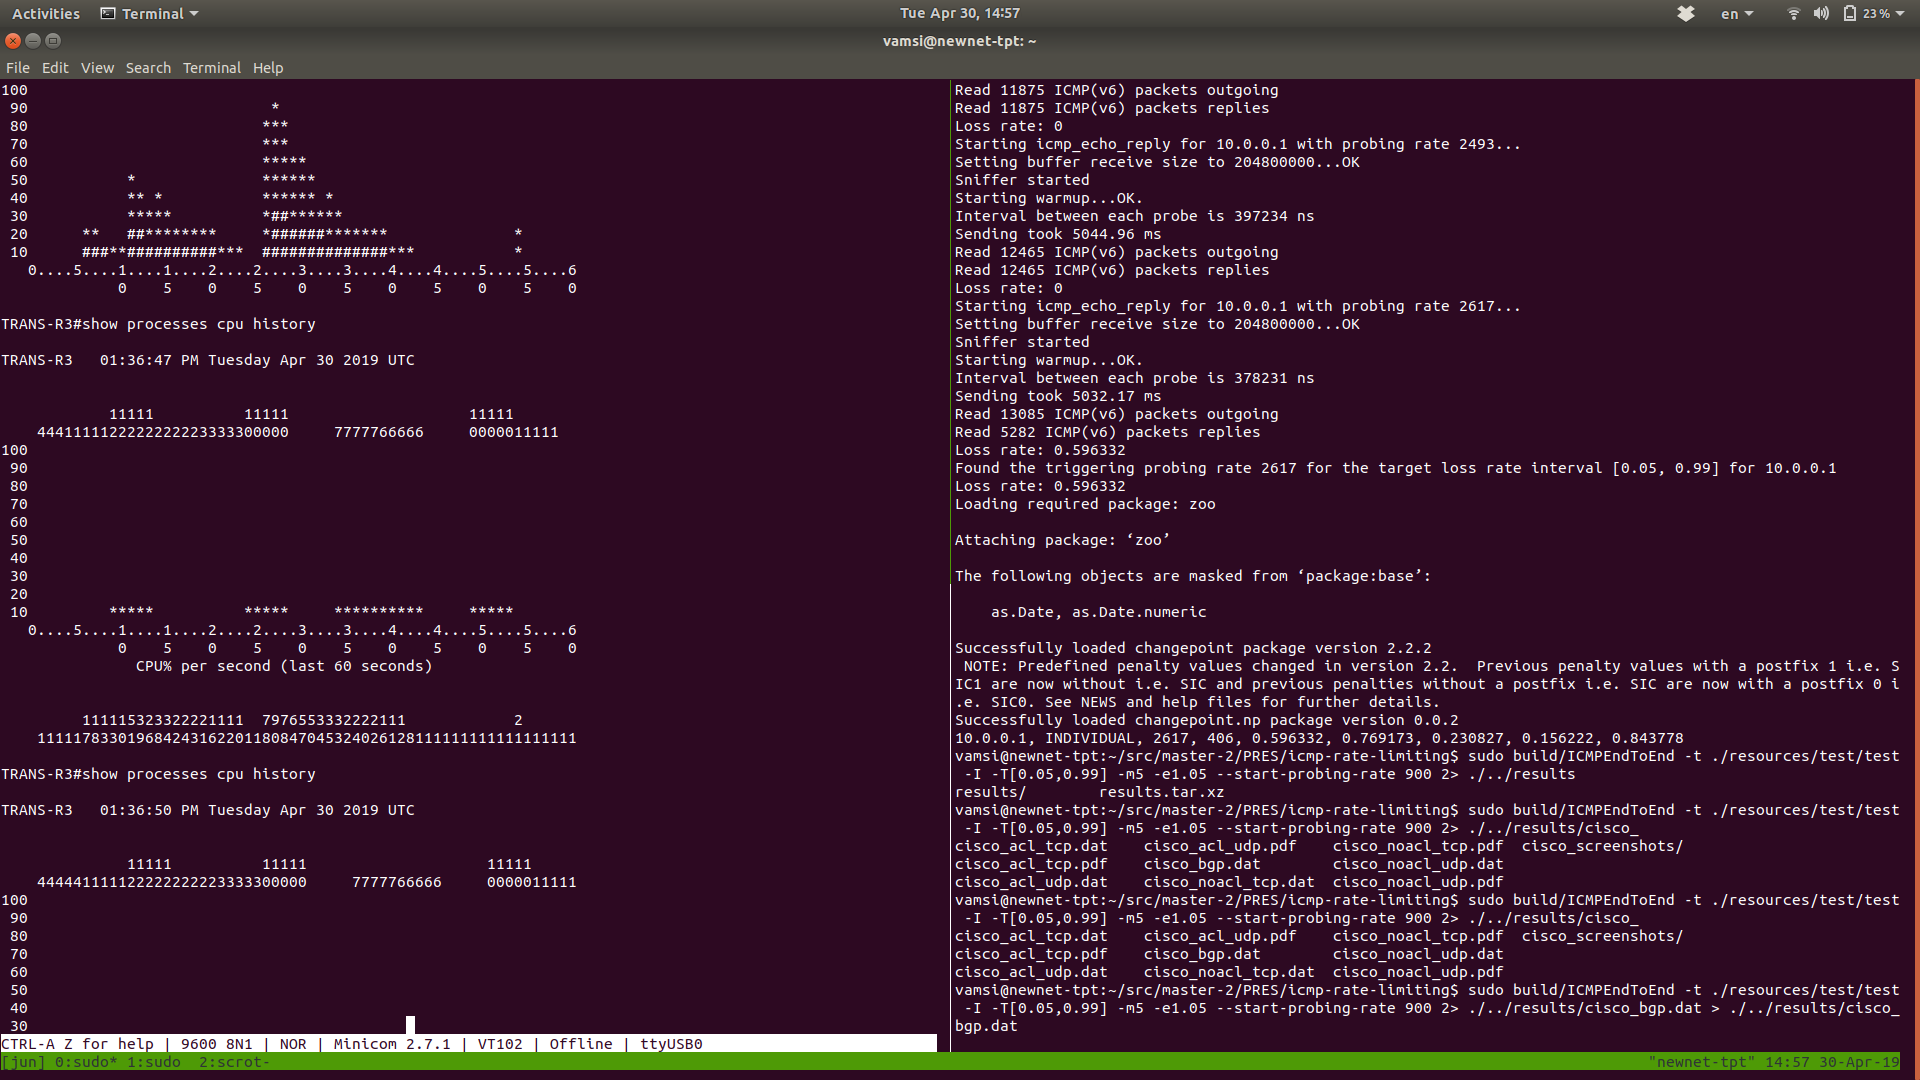 Activities Terminal Tue Apr 30, 14:57 en 23 %
vamsi@newnet-tpt: ~
File Edit View Search Terminal Help
100
 90                           *
 80                          ***
 70                          ***
 60                          *****
 50           *              ******
 40           ** *           ****** *
 30           *****          *##******
 20      **   ##********     *######*******              *
 10      ###**##########***  ##############***           *
   0....5....1....1....2....2....3....3....4....4....5....5....6
             0    5    0    5    0    5    0    5    0    5    0
TRANS-R3#show processes cpu history
TRANS-R3   01:36:47 PM Tuesday Apr 30 2019 UTC
            11111          11111                    11111
    4441111122222222223333300000     7777766666     0000011111
100
 90
 80
 70
 60
 50
 40
 30
 20
 10         *****          *****     **********     *****
   0....5....1....1....2....2....3....3....4....4....5....5....6
             0    5    0    5    0    5    0    5    0    5    0
               CPU% per second (last 60 seconds)
         111115323322221111  7976553332222111            2
    111117833019684243162201180847045324026128111111111111111111
TRANS-R3#show processes cpu history
TRANS-R3   01:36:50 PM Tuesday Apr 30 2019 UTC
              11111          11111                    11111
    444441111122222222223333300000     7777766666     0000011111
100
 90
 80
 70
 60
 50
 40
 30
CTRL-A Z for help | 9600 8N1 | NOR | Minicom 2.7.1 | VT102 | Offline | ttyUSB0
Read 11875 ICMP(v6) packets outgoing
Read 11875 ICMP(v6) packets replies
Loss rate: 0
Starting icmp_echo_reply for 10.0.0.1 with probing rate 2493...
Setting buffer receive size to 204800000...OK
Sniffer started
Starting warmup...OK.
Interval between each probe is 397234 ns
Sending took 5044.96 ms
Read 12465 ICMP(v6) packets outgoing
Read 12465 ICMP(v6) packets replies
Loss rate: 0
Starting icmp_echo_reply for 10.0.0.1 with probing rate 2617...
Setting buffer receive size to 204800000...OK
Sniffer started
Starting warmup...OK.
Interval between each probe is 378231 ns
Sending took 5032.17 ms
Read 13085 ICMP(v6) packets outgoing
Read 5282 ICMP(v6) packets replies
Loss rate: 0.596332
Found the triggering probing rate 2617 for the target loss rate interval [0.05, 0.99] for 10.0.0.1
Loss rate: 0.596332
Loading required package: zoo
Attaching package: ‘zoo’
The following objects are masked from ‘package:base’:
    as.Date, as.Date.numeric
Successfully loaded changepoint package version 2.2.2
 NOTE: Predefined penalty values changed in version 2.2.  Previous penalty values with a postfix 1 i.e. S
IC1 are now without i.e. SIC and previous penalties without a postfix i.e. SIC are now with a postfix 0 i
.e. SIC0. See NEWS and help files for further details.
Successfully loaded changepoint.np package version 0.0.2
10.0.0.1, INDIVIDUAL, 2617, 406, 0.596332, 0.769173, 0.230827, 0.156222, 0.843778
vamsi@newnet-tpt:~/src/master-2/PRES/icmp-rate-limiting$ sudo build/ICMPEndToEnd -t ./resources/test/test
 -I -T[0.05,0.99] -m5 -e1.05 --start-probing-rate 900 2> ./../results
results/        results.tar.xz
vamsi@newnet-tpt:~/src/master-2/PRES/icmp-rate-limiting$ sudo build/ICMPEndToEnd -t ./resources/test/test
 -I -T[0.05,0.99] -m5 -e1.05 --start-probing-rate 900 2> ./../results/cisco_
cisco_acl_tcp.dat    cisco_acl_udp.pdf    cisco_noacl_tcp.pdf  cisco_screenshots/
cisco_acl_tcp.pdf    cisco_bgp.dat        cisco_noacl_udp.dat
cisco_acl_udp.dat    cisco_noacl_tcp.dat  cisco_noacl_udp.pdf
vamsi@newnet-tpt:~/src/master-2/PRES/icmp-rate-limiting$ sudo build/ICMPEndToEnd -t ./resources/test/test
 -I -T[0.05,0.99] -m5 -e1.05 --start-probing-rate 900 2> ./../results/cisco_
cisco_acl_tcp.dat    cisco_acl_udp.pdf    cisco_noacl_tcp.pdf  cisco_screenshots/
cisco_acl_tcp.pdf    cisco_bgp.dat        cisco_noacl_udp.dat
cisco_acl_udp.dat    cisco_noacl_tcp.dat  cisco_noacl_udp.pdf
vamsi@newnet-tpt:~/src/master-2/PRES/icmp-rate-limiting$ sudo build/ICMPEndToEnd -t ./resources/test/test
 -I -T[0.05,0.99] -m5 -e1.05 --start-probing-rate 900 2> ./../results/cisco_bgp.dat > ./../results/cisco_
bgp.dat
[jun] 0:sudo* 1:sudo  2:scrot- "newnet-tpt" 14:57 30-Apr-19